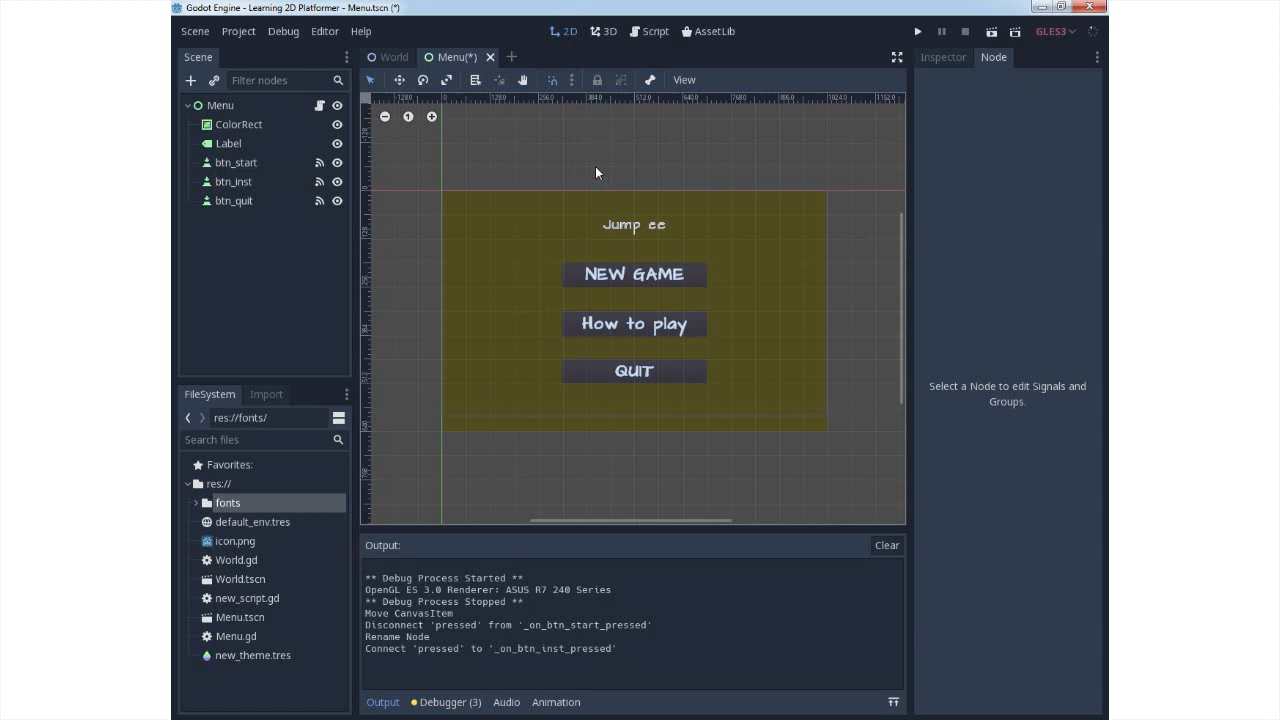 Godot Engine - Learning 2D Platformer - Menu.tscn (*)
Scene Project Debug Editor Help
2D 3D Script AssetLib
GLES3
Scene
World Menu(*)
Inspector Node
Filter nodes
View
Menu
ColorRect
Label
btn_start
btn_inst
btn_quit
Jump ee
NEW GAME
How to play
QUIT
Select a Node to edit Signals and
Groups.
FileSystem Import
res://fonts/
Search files
Favorites:
res://
fonts
default_env.tres
icon.png
World.gd
World.tscn
new_script.gd
Menu.tscn
Menu.gd
new_theme.tres
Output:
Clear
** Debug Process Started **
OpenGL ES 3.0 Renderer: ASUS R7 240 Series
** Debug Process Stopped **
Move CanvasItem
Disconnect 'pressed' from '_on_btn_start_pressed'
Rename Node
Connect 'pressed' to '_on_btn_inst_pressed'
Output Debugger (3) Audio Animation